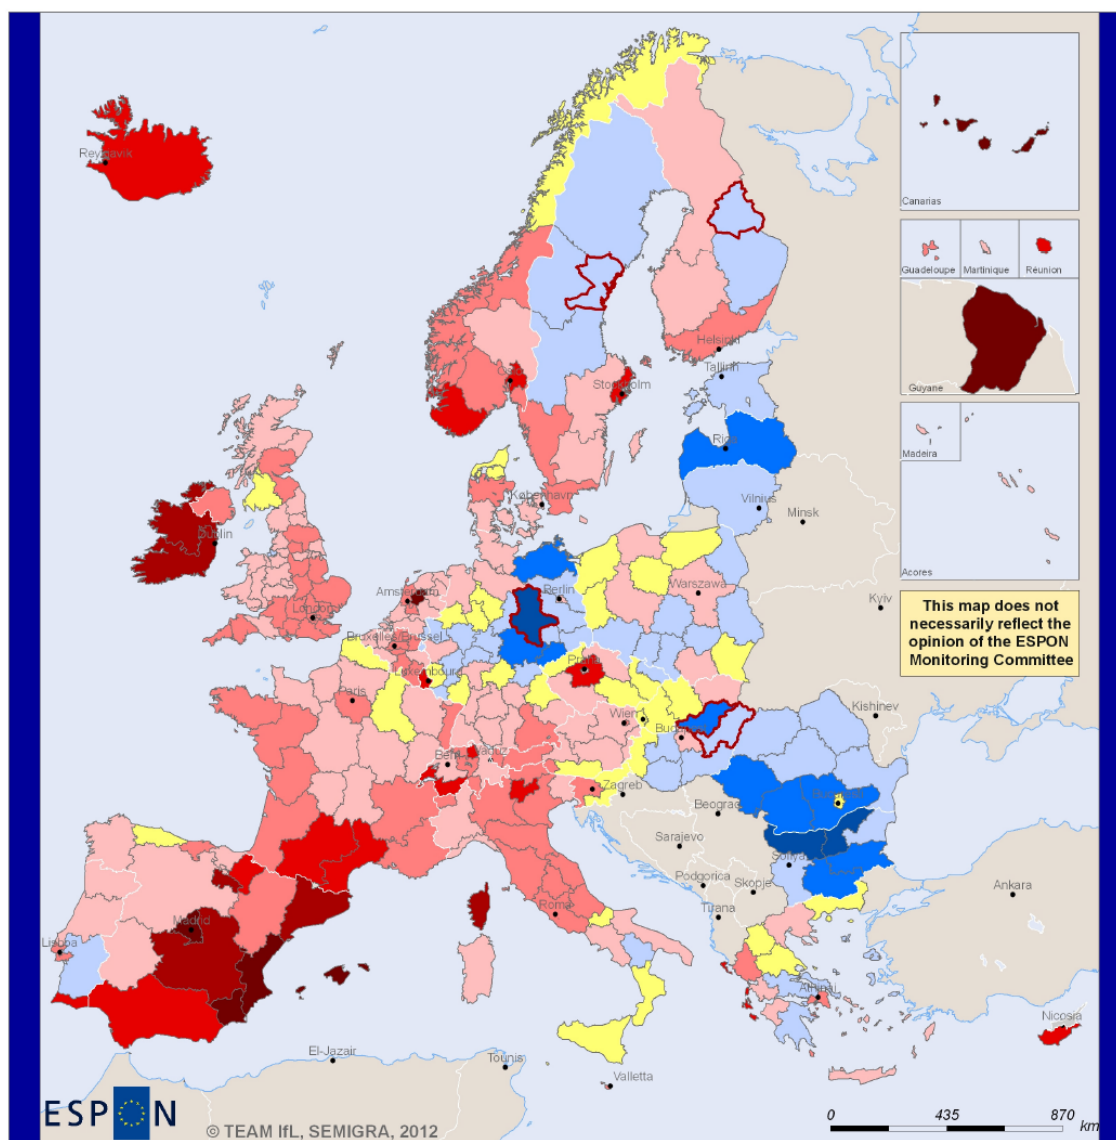 Canarias
Reykjavík
Guadeloupe
Martinique
Réunion
Helsinki
Tallinn
Stockholm
Guyane
Riga
Madeira
København
Vilnius
Minsk
Dublin
Acores
Berlin
Warszawa
Amsterdam
London
Kyiv
This map does not
necessarily reflect the
opinion of the ESPON
Monitoring Committee
Bruxelles/Brussel
Praha
Luxembourg
Paris
Kishinev
Wien
Vaduz
Bern
Zagreb
Beograd
Sarajevo
Sofiya
Podgorica
Skopje
Ankara
Madrid
Roma
Tirana
Lisboa
Athinai
Nicosia
El-Jazair
Tounis
Valletta
ESPON
© TEAM IfL, SEMIGRA, 2012
0 435 870
km